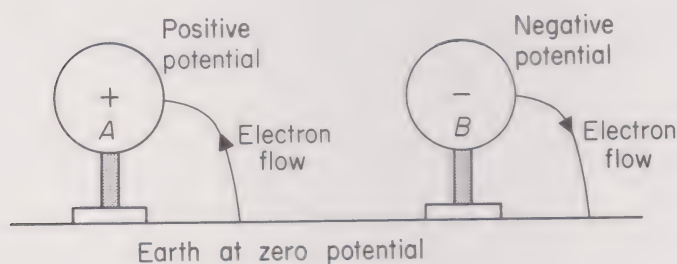 Positive
potential
+
A
Electron
flow
Negative
potential
-
B
Electron
flow
Earth at zero potential